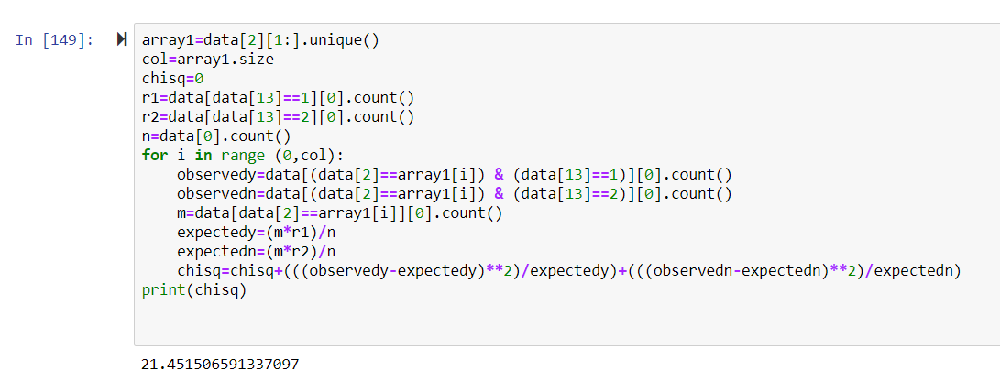 In [149]:
array1=data[2][1:].unique()
col=array1.size
chisq=0
r1=data[data[13]==1][0].count()
r2=data[data[13]==2][0].count()
n=data[0].count()
for i in range (0,col):
    observedy=data[(data[2]==array1[i]) & (data[13]==1)][0].count()
    observedn=data[(data[2]==array1[i]) & (data[13]==2)][0].count()
    m=data[data[2]==array1[i]][0].count()
    expectedy=(m*r1)/n
    expectedn=(m*r2)/n
    chisq=chisq+(((observedy-expectedy)**2)/expectedy)+(((observedn-expectedn)**2)/expectedn)
print(chisq)
21.451506591337097